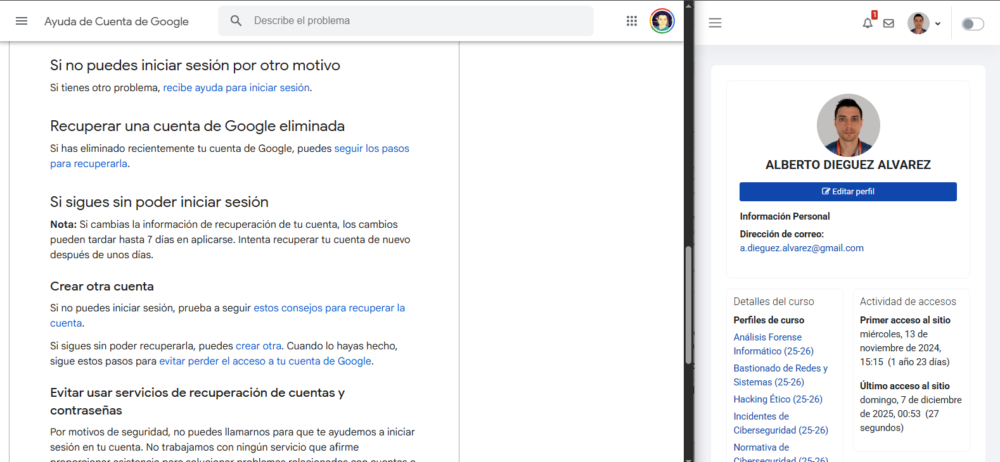 Ayuda de Cuenta de Google
Describe el problema
Si no puedes iniciar sesión por otro motivo
Si tienes otro problema, recibe ayuda para iniciar sesión.
Recuperar una cuenta de Google eliminada
Si has eliminado recientemente tu cuenta de Google, puedes seguir los pasos
para recuperarla.
Si sigues sin poder iniciar sesión
Nota: Si cambias la información de recuperación de tu cuenta, los cambios
pueden tardar hasta 7 días en aplicarse. Intenta recuperar tu cuenta de nuevo
después de unos días.
Crear otra cuenta
Si no puedes iniciar sesión, prueba a seguir estos consejos para recuperar la
cuenta.
Si sigues sin poder recuperarla, puedes crear otra. Cuando lo hayas hecho,
sigue estos pasos para evitar perder el acceso a tu cuenta de Google.
Evitar usar servicios de recuperación de cuentas y
contraseñas
Por motivos de seguridad, no puedes llamarnos para que te ayudemos a iniciar
sesión en tu cuenta. No trabajamos con ningún servicio que afirme
proporcionar asistencia para solucionar problemas relacionados con cuentas o
1
ALBERTO DIEGUEZ ALVAREZ
Editar perfil
Información Personal
Dirección de correo:
a.dieguez.alvarez@gmail.com
Detalles del curso
Perfiles de curso
Análisis Forense
Informático (25-26)
Bastionado de Redes y
Sistemas (25-26)
Hacking Ético (25-26)
Incidentes de
Ciberseguridad (25-26)
Normativa de
Ciberseguridad (25-26)
Actividad de accesos
Primer acceso al sitio
miércoles, 13 de
noviembre de 2024,
15:15 (1 año 23 días)
Último acceso al sitio
domingo, 7 de diciembre
de 2025, 00:53 (27
segundos)